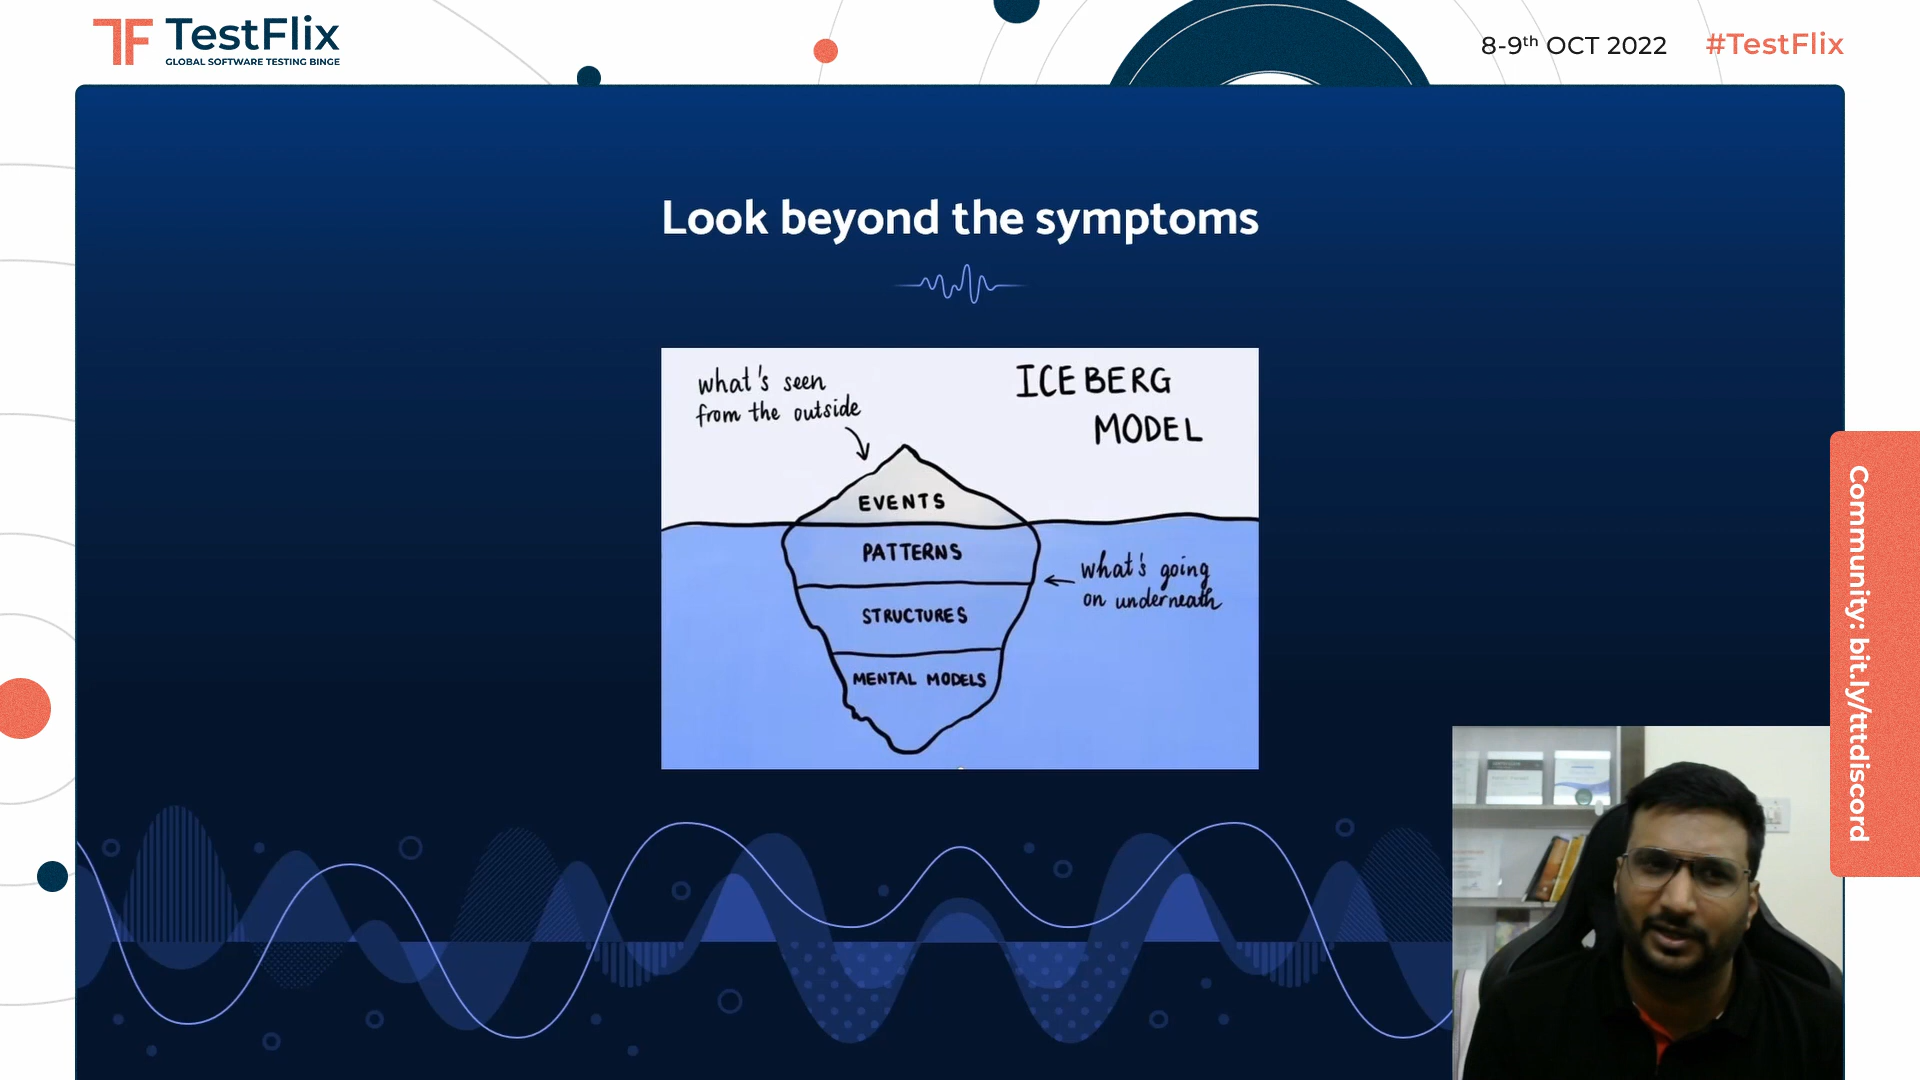 TF TestFlix
GLOBAL SOFTWARE TESTING BINGE
8-9th OCT 2022
#TestFlix
Look beyond the symptoms
what's seen
from the outside
ICEBERG
MODEL
EVENTS
PATTERNS
STRUCTURES
MENTAL MODELS
what's going
on underneath
Community: bit.ly/tttdiscord